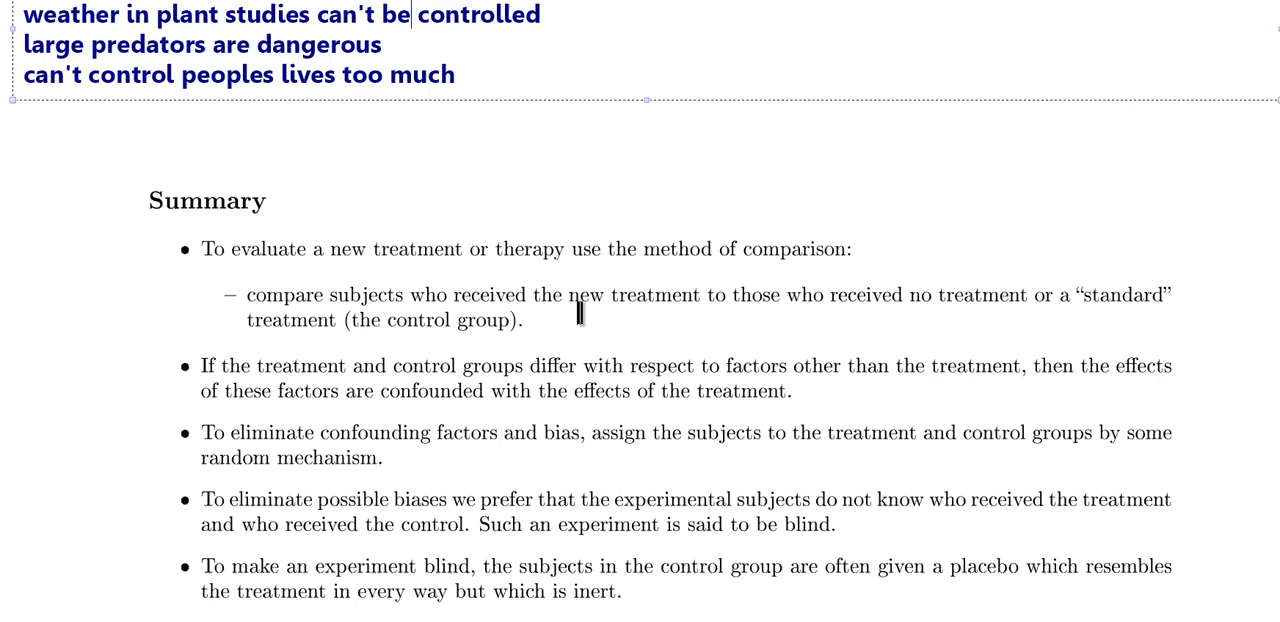 weather in plant studies can't be controlled
large predators are dangerous
can't control peoples lives too much
Summary
• To evaluate a new treatment or therapy use the method of comparison:
– compare subjects who received the new treatment to those who received no treatment or a “standard”
treatment (the control group).
• If the treatment and control groups differ with respect to factors other than the treatment, then the effects
of these factors are confounded with the effects of the treatment.
• To eliminate confounding factors and bias, assign the subjects to the treatment and control groups by some
random mechanism.
• To eliminate possible biases we prefer that the experimental subjects do not know who received the treatment
and who received the control. Such an experiment is said to be blind.
• To make an experiment blind, the subjects in the control group are often given a placebo which resembles
the treatment in every way but which is inert.